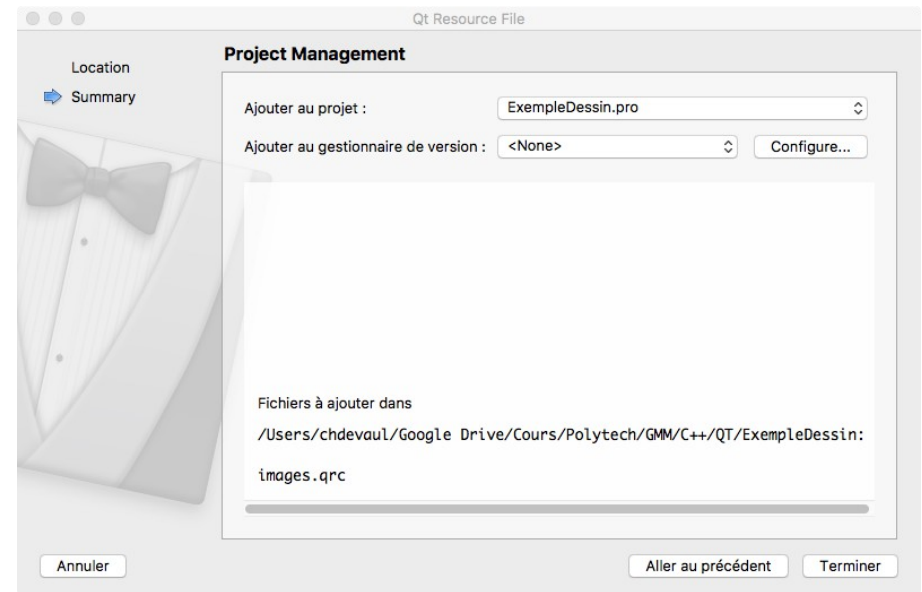 Qt Resource File
Location
Summary
Project Management
Ajouter au projet :
ExempleDessin.pro
Ajouter au gestionnaire de version :
<None>
Configure...
Fichiers à ajouter dans
/Users/chdevaul/Google Drive/Cours/Polytech/GMM/C++/QT/ExempleDessin:
images.qrc
Annuler
Aller au précédent
Terminer